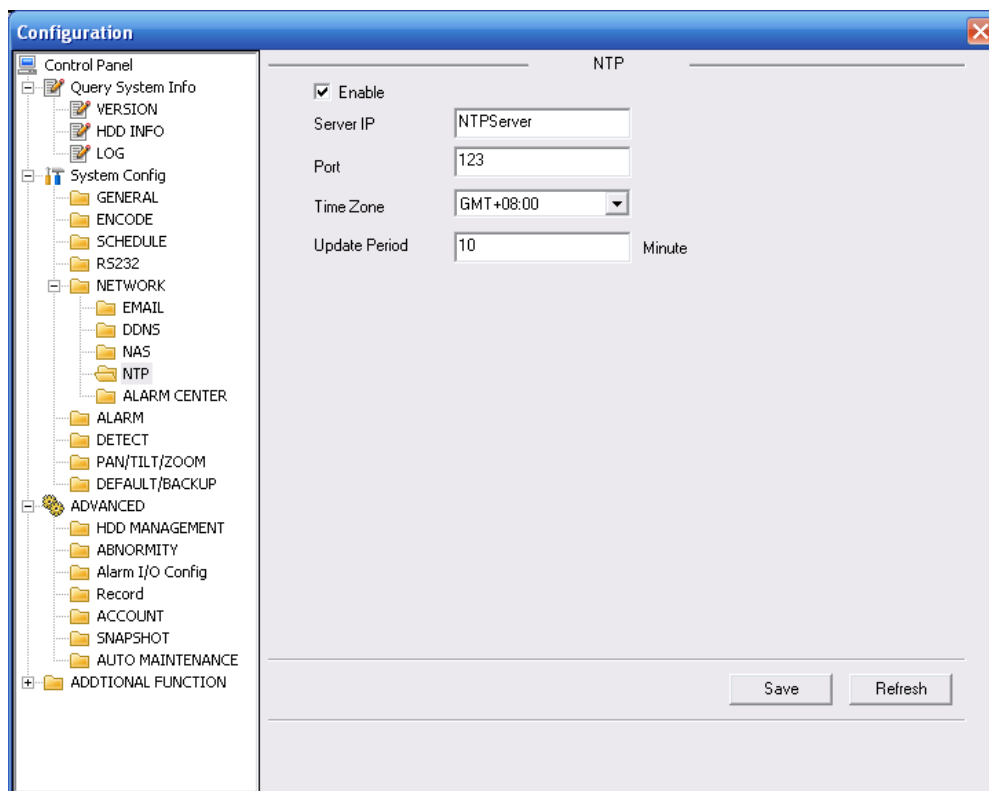 Configuration
Control Panel
Query System Info
VERSION
HDD INFO
LOG
System Config
GENERAL
ENCODE
SCHEDULE
RS232
NETWORK
EMAIL
DDNS
NAS
NTP
ALARM CENTER
ALARM
DETECT
PAN/TILT/ZOOM
DEFAULT/BACKUP
ADVANCED
HDD MANAGEMENT
ABNORMITY
Alarm I/O Config
Record
ACCOUNT
SNAPSHOT
AUTO MAINTENANCE
ADDTIONAL FUNCTION
NTP
Enable
Server IP NTPServer
Port 123
Time Zone GMT+08:00
Update Period 10 Minute
Save Refresh